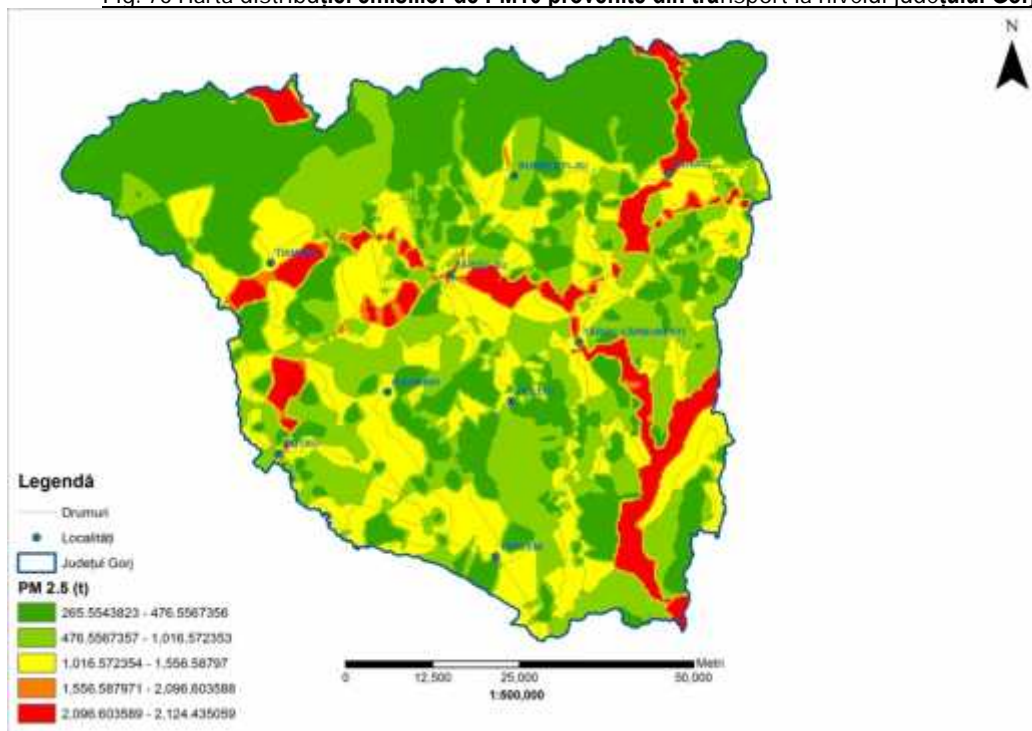 Fig. 70 Harta distribuției emisiilor de PM10 provenite din transport la nivelul județului Gorj
N
Legendă
Drumuri
Localități
Județul Gorj
PM 2.5 (t)
265.5543823 - 476.5567356
476.5567357 - 1,016.572353
1,016.572354 - 1,556.58797
1,556.587971 - 2,096.603588
2,096.603589 - 2,124.435059
Metri
0 12,500 25,000 50,000
1:500,000